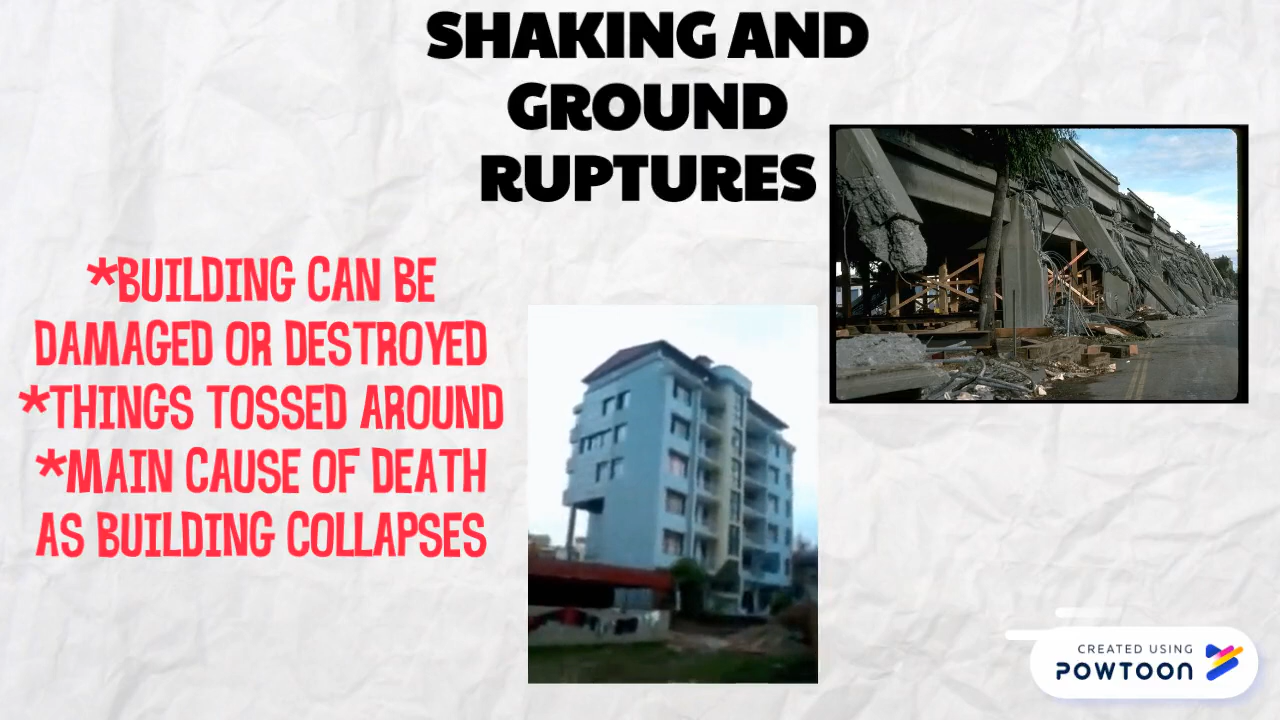 SHAKING AND
GROUND
RUPTURES
*BUILDING CAN BE
DAMAGED OR DESTROYED
*THINGS TOSSED AROUND
*MAIN CAUSE OF DEATH
AS BUILDING COLLAPSES
CREATED USING
POWTOON